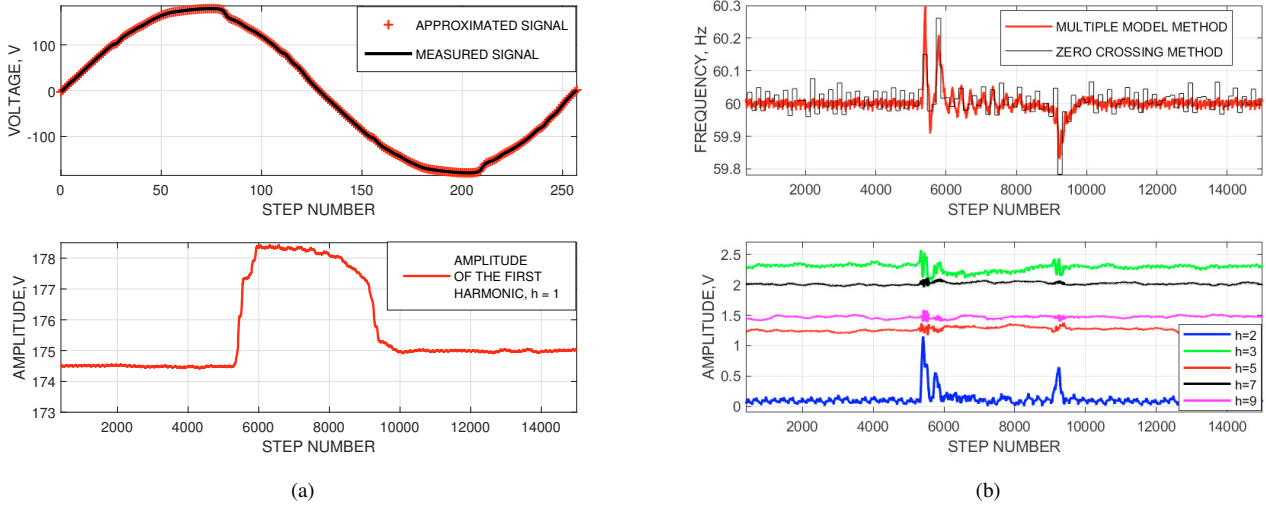 VOLTAGE, V
100
0
-100
APPROXIMATED SIGNAL
MEASURED SIGNAL
0 50 100 150 200 250
STEP NUMBER
AMPLITUDE,V
178
177
176
175
174
173
AMPLITUDE
OF THE FIRST
HARMONIC, h = 1
2000 4000 6000 8000 10000 12000 14000
STEP NUMBER
(a)
FREQUENCY, Hz
60.3
60.2
60.1
60
59.9
59.8
MULTIPLE MODEL METHOD
ZERO CROSSING METHOD
2000 4000 6000 8000 10000 12000 14000
STEP NUMBER
AMPLITUDE,V
2.5
2
1.5
1
0.5
0
h=2
h=3
h=5
h=7
h=9
2000 4000 6000 8000 10000 12000 14000
STEP NUMBER
(b)